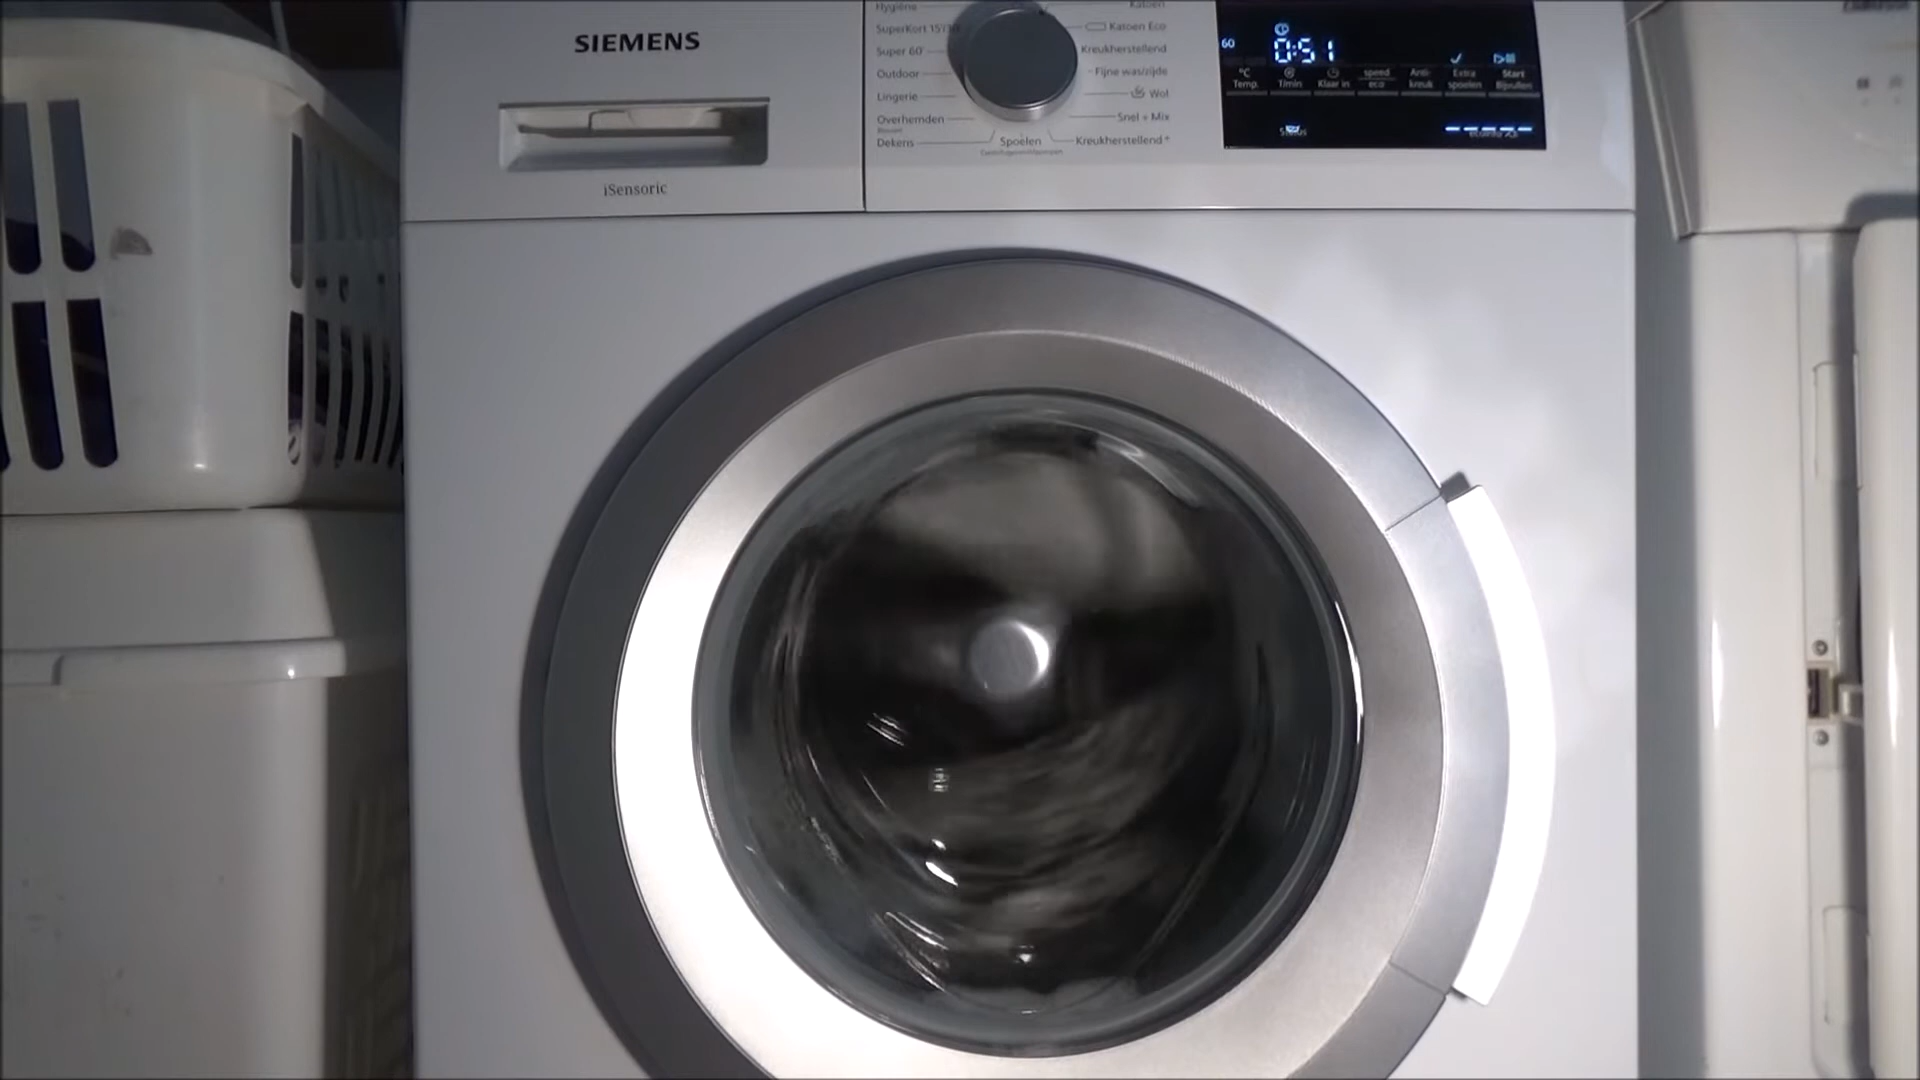 SIEMENS
iSensoric
Hygiëne
SuperKort 15'/30'
Super 60'
Outdoor
Lingerie
Overhemden
Dekens
Spoelen
Katoen
Katoen Eco
Kreukherstellend
Fijne was/zijde
Wol
Snel + Mix
Kreukherstellend+
60
0:51
°C
Temp.
T/min
Klaar in
speed
eco
Anti-
kreuk
Extra
spoelen
Start
Bijvullen
Status